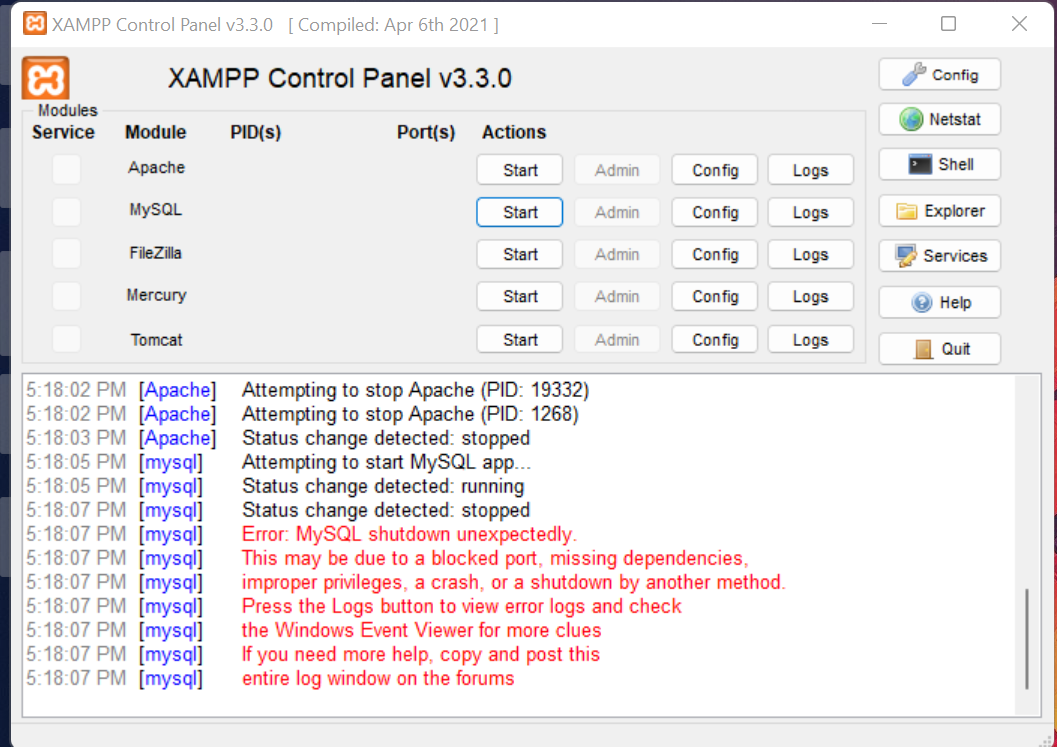 XAMPP Control Panel v3.3.0 [ Compiled: Apr 6th 2021 ]
XAMPP Control Panel v3.3.0
Modules
Service Module PID(s) Port(s) Actions
Apache Start Admin Config Logs
MySQL Start Admin Config Logs
FileZilla Start Admin Config Logs
Mercury Start Admin Config Logs
Tomcat Start Admin Config Logs
Config
Netstat
Shell
Explorer
Services
Help
Quit
5:18:02 PM [Apache] Attempting to stop Apache (PID: 19332)
5:18:02 PM [Apache] Attempting to stop Apache (PID: 1268)
5:18:03 PM [Apache] Status change detected: stopped
5:18:05 PM [mysql] Attempting to start MySQL app...
5:18:05 PM [mysql] Status change detected: running
5:18:07 PM [mysql] Status change detected: stopped
5:18:07 PM [mysql] Error: MySQL shutdown unexpectedly.
5:18:07 PM [mysql] This may be due to a blocked port, missing dependencies,
5:18:07 PM [mysql] improper privileges, a crash, or a shutdown by another method.
5:18:07 PM [mysql] Press the Logs button to view error logs and check
5:18:07 PM [mysql] the Windows Event Viewer for more clues
5:18:07 PM [mysql] If you need more help, copy and post this
5:18:07 PM [mysql] entire log window on the forums